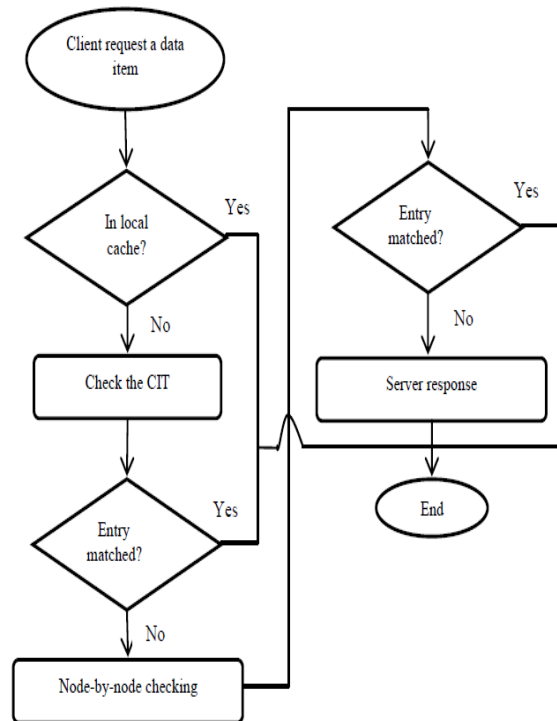 Client request a data
item
In local
cache?
Yes
No
Check the CIT
Entry
matched?
Yes
No
Node-by-node checking
Entry
matched?
Yes
No
Server response
End